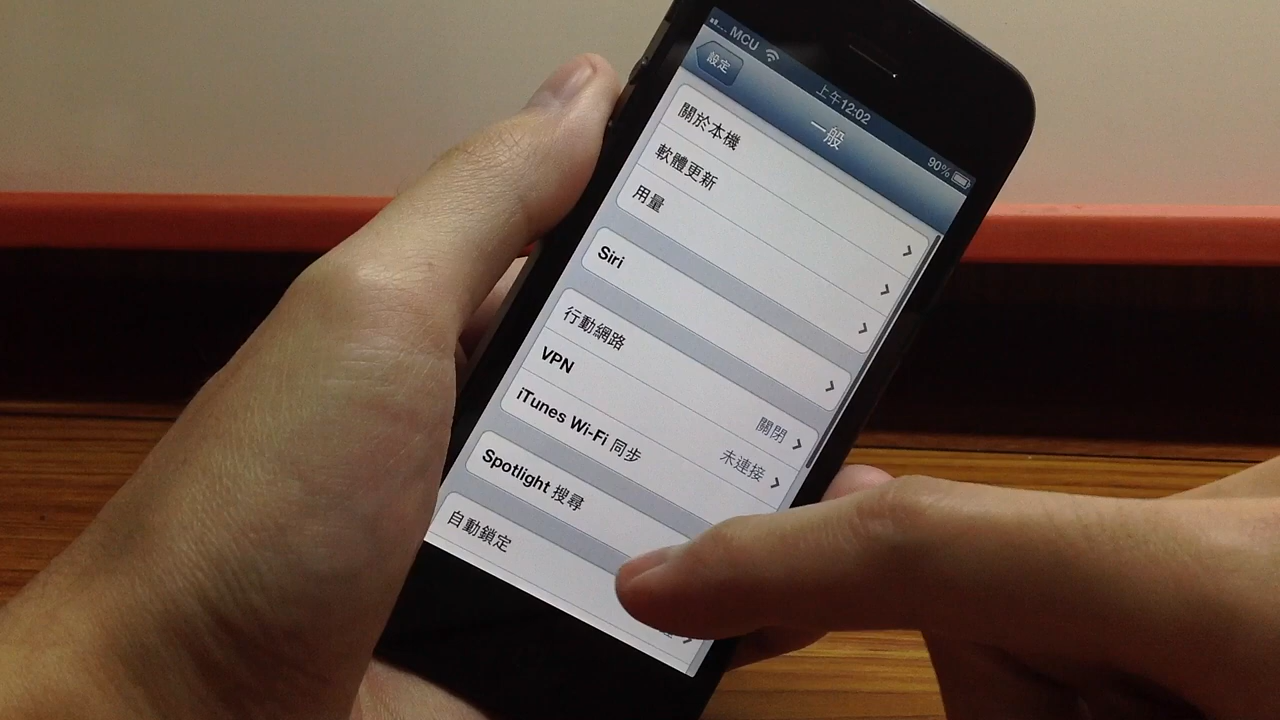 MCU
上午12:02
90%
設定
一般
關於本機
軟體更新
用量
Siri
行動網路
VPN 關閉
iTunes Wi-Fi 同步 未連接
Spotlight 搜尋
自動鎖定